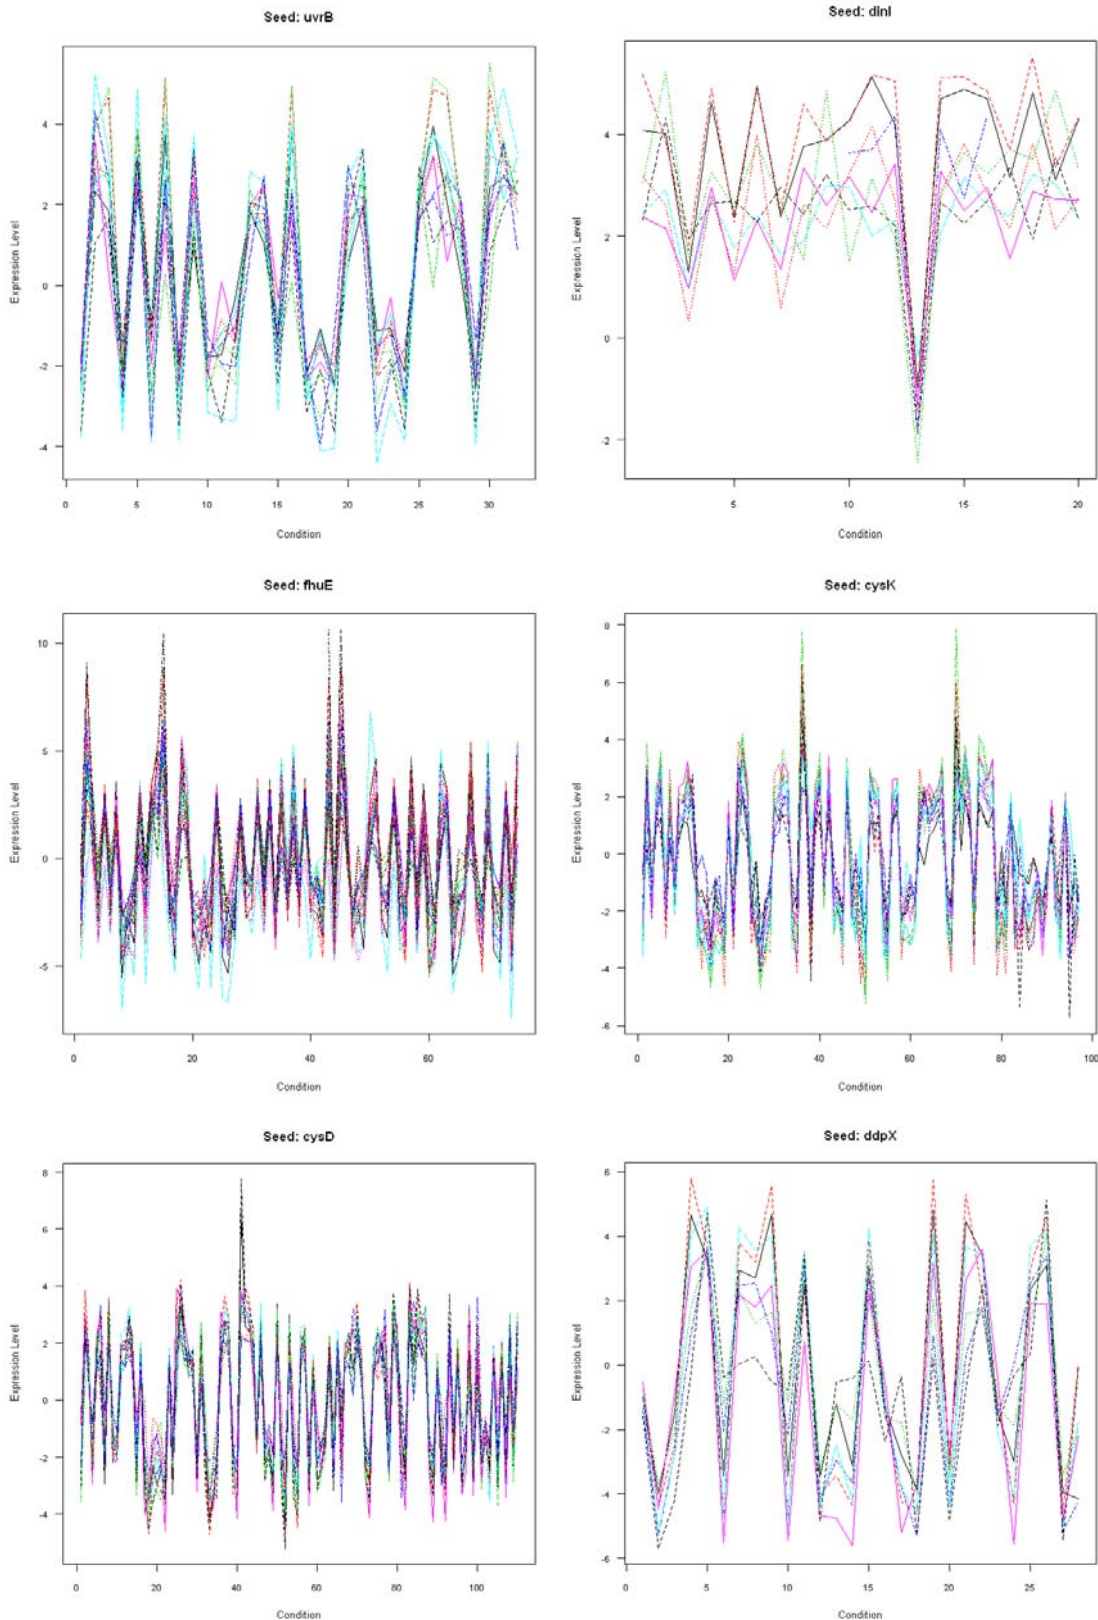 Seed: uvrB
Expression Level
4
2
0
-2
-4
0 5 10 15 20 25 30
Condition
Seed: dinI
Expression Level
4
2
0
-2
5 10 15 20
Condition
Seed: fhuE
Expression Level
10
5
0
-5
0 20 40 60
Condition
Seed: cysK
Expression Level
8
6
4
2
0
-2
-4
-6
0 20 40 60 80 100
Condition
Seed: cysD
Expression Level
8
6
4
2
0
-2
-4
0 20 40 60 80 100
Condition
Seed: ddpX
Expression Level
6
4
2
0
-2
-4
-6
0 5 10 15 20 25
Condition